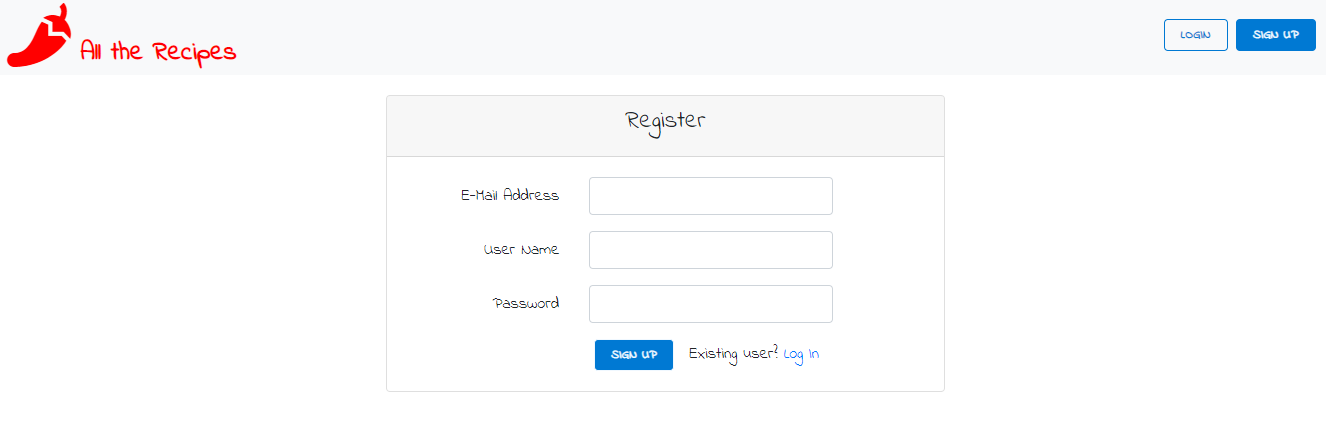 All the Recipes
LOGIN
SIGN UP
Register
E-Mail Address
User Name
Password
SIGN UP
Existing user? Log In